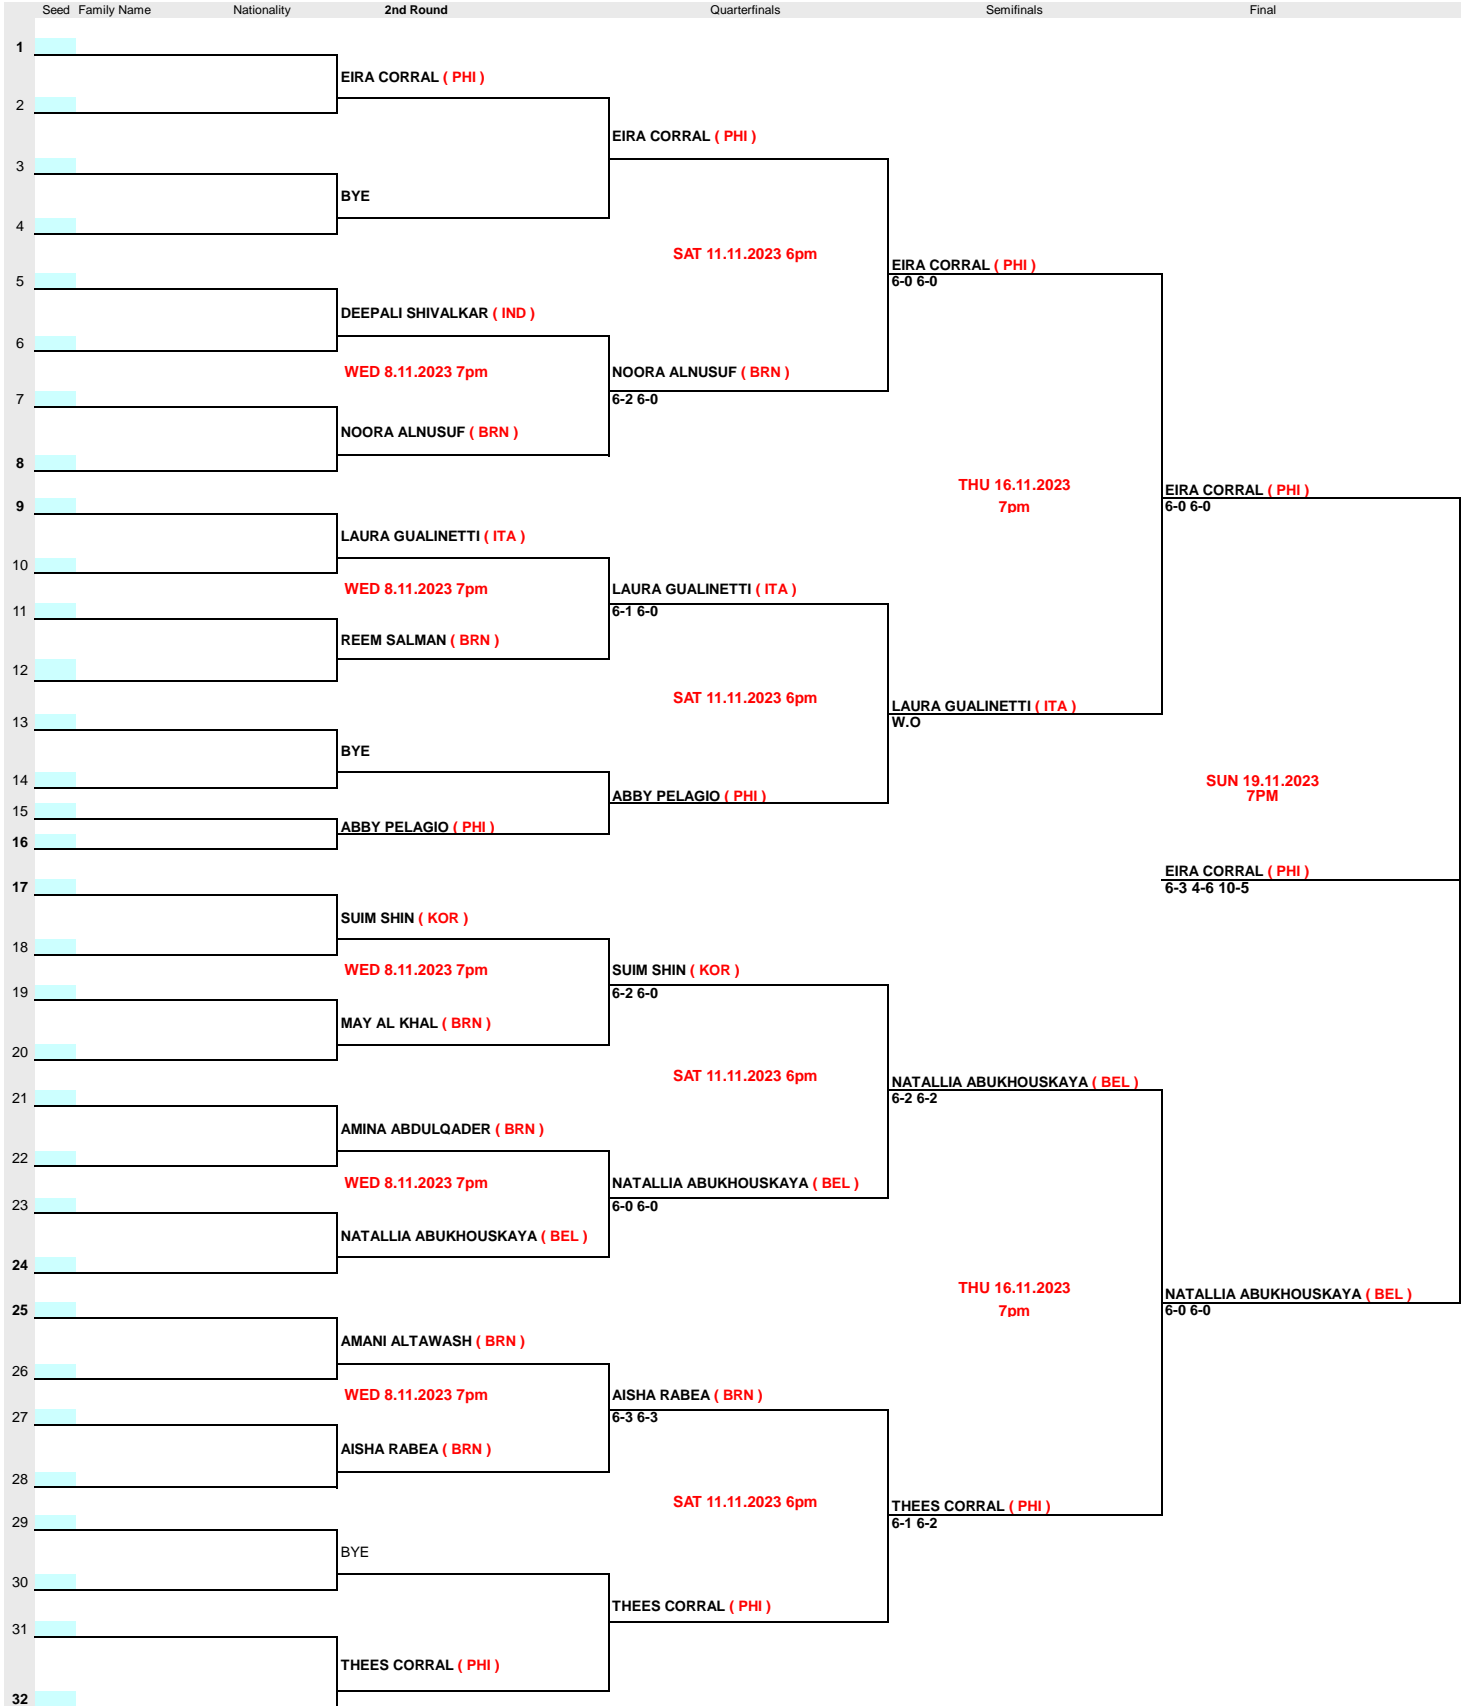 Seed Family Name Nationality 2nd Round Quarterfinals Semifinals Final
1
EIRA CORRAL ( PHI )
2
EIRA CORRAL ( PHI )
3
BYE
4
SAT 11.11.2023 6pm
EIRA CORRAL ( PHI )
5
6-0 6-0
DEEPALI SHIVALKAR ( IND )
6
WED 8.11.2023 7pm
NOORA ALNUSUF ( BRN )
7
6-2 6-0
NOORA ALNUSUF ( BRN )
8
THU 16.11.2023
7pm
EIRA CORRAL ( PHI )
9
6-0 6-0
LAURA GUALINETTI ( ITA )
10
WED 8.11.2023 7pm
LAURA GUALINETTI ( ITA )
11
6-1 6-0
REEM SALMAN ( BRN )
12
SAT 11.11.2023 6pm
LAURA GUALINETTI ( ITA )
13
W.O
BYE
14
SUN 19.11.2023
7PM
ABBY PELAGIO ( PHI )
15
ABBY PELAGIO ( PHI )
16
EIRA CORRAL ( PHI )
17
6-3 4-6 10-5
SUIM SHIN ( KOR )
18
WED 8.11.2023 7pm
SUIM SHIN ( KOR )
19
6-2 6-0
MAY AL KHAL ( BRN )
20
SAT 11.11.2023 6pm
NATALLIA ABUKHOUSKAYA ( BEL )
21
6-2 6-2
AMINA ABDULQADER ( BRN )
22
WED 8.11.2023 7pm
NATALLIA ABUKHOUSKAYA ( BEL )
23
6-0 6-0
NATALLIA ABUKHOUSKAYA ( BEL )
24
THU 16.11.2023
7pm
NATALLIA ABUKHOUSKAYA ( BEL )
25
6-0 6-0
AMANI ALTAWASH ( BRN )
26
WED 8.11.2023 7pm
AISHA RABEA ( BRN )
27
6-3 6-3
AISHA RABEA ( BRN )
28
SAT 11.11.2023 6pm
THEES CORRAL ( PHI )
29
6-1 6-2
BYE
30
THEES CORRAL ( PHI )
31
THEES CORRAL ( PHI )
32